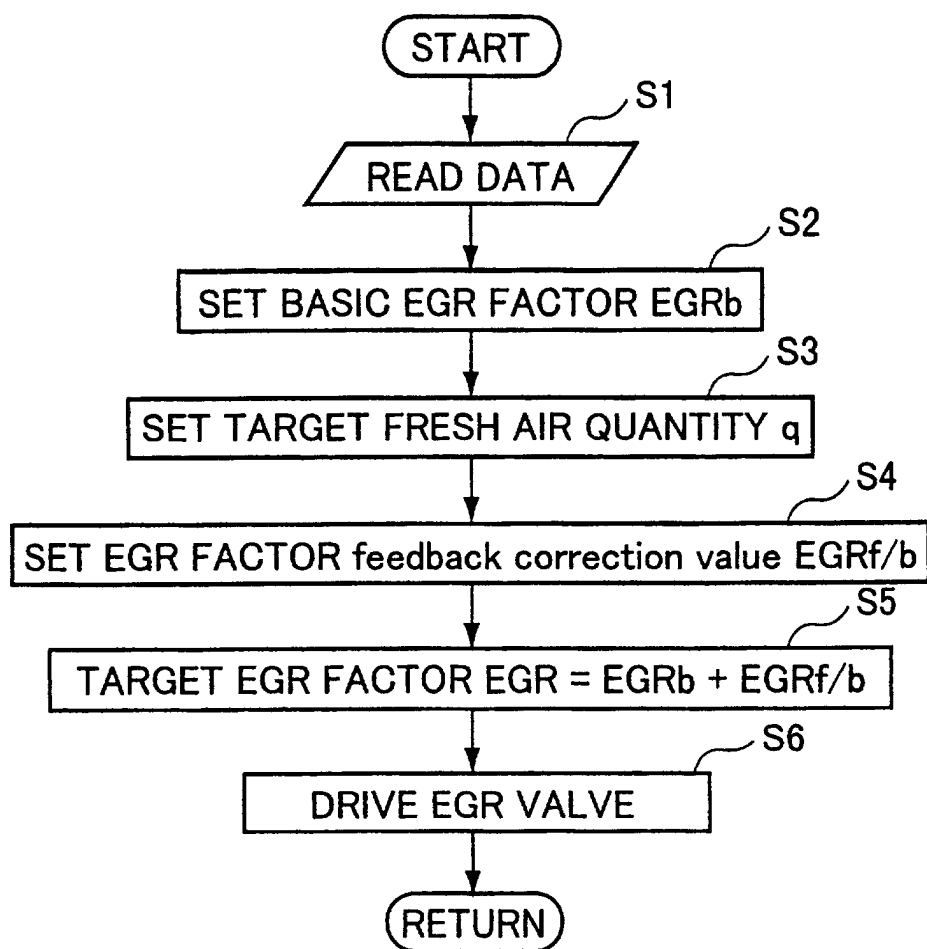 START
S1
READ DATA
S2
SET BASIC EGR FACTOR EGRb
S3
SET TARGET FRESH AIR QUANTITY q
S4
SET EGR FACTOR feedback correction value EGRf/b
S5
TARGET EGR FACTOR EGR = EGRb + EGRf/b
S6
DRIVE EGR VALVE
RETURN